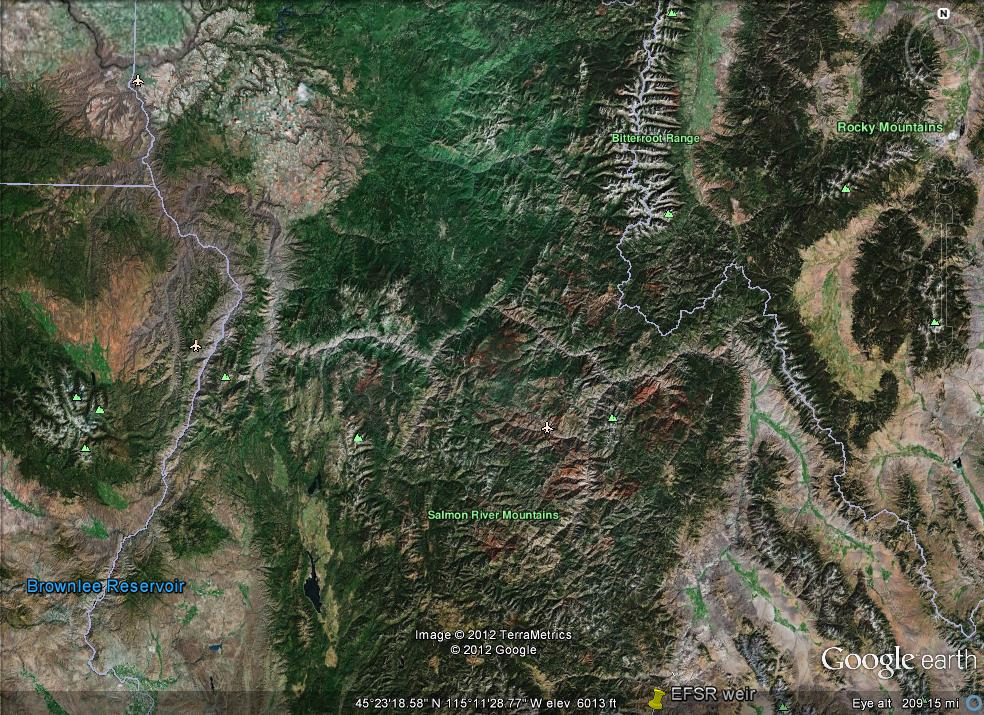 N
Rocky Mountains
Bitterroot Range
Salmon River Mountains
Brownlee Reservoir
Image © 2012 TerraMetrics
© 2012 Google
Google earth
EFSR weir
45°23'18.58" N 115°11'28.77" W elev 6013 ft
Eye alt 209.15 mi